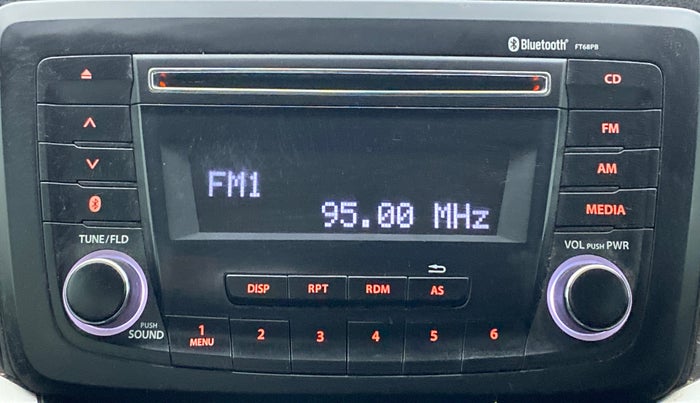 Bluetooth® FT68PB
CD
FM
AM
MEDIA
FM1
95.00 MHz
TUNE/FLD
VOL PUSH PWR
DISP RPT RDM AS
PUSH
SOUND
1 2 3 4 5 6
MENU